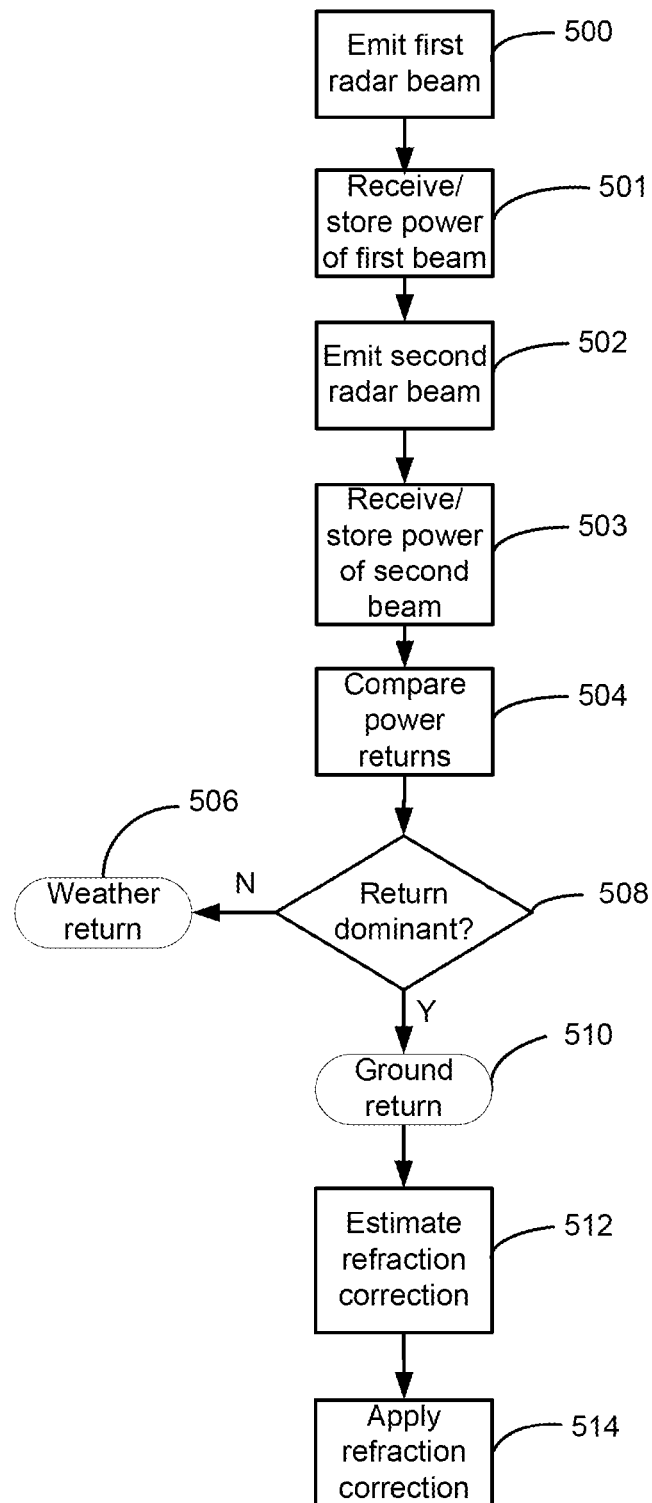 Emit first
radar beam
500
Receive/
store power
of first beam
501
Emit second
radar beam
502
Receive/
store power
of second
beam
503
Compare
power
returns
504
506
Weather
return
N
Return
dominant?
508
Y
Ground
return
510
Estimate
refraction
correction
512
Apply
refraction
correction
514